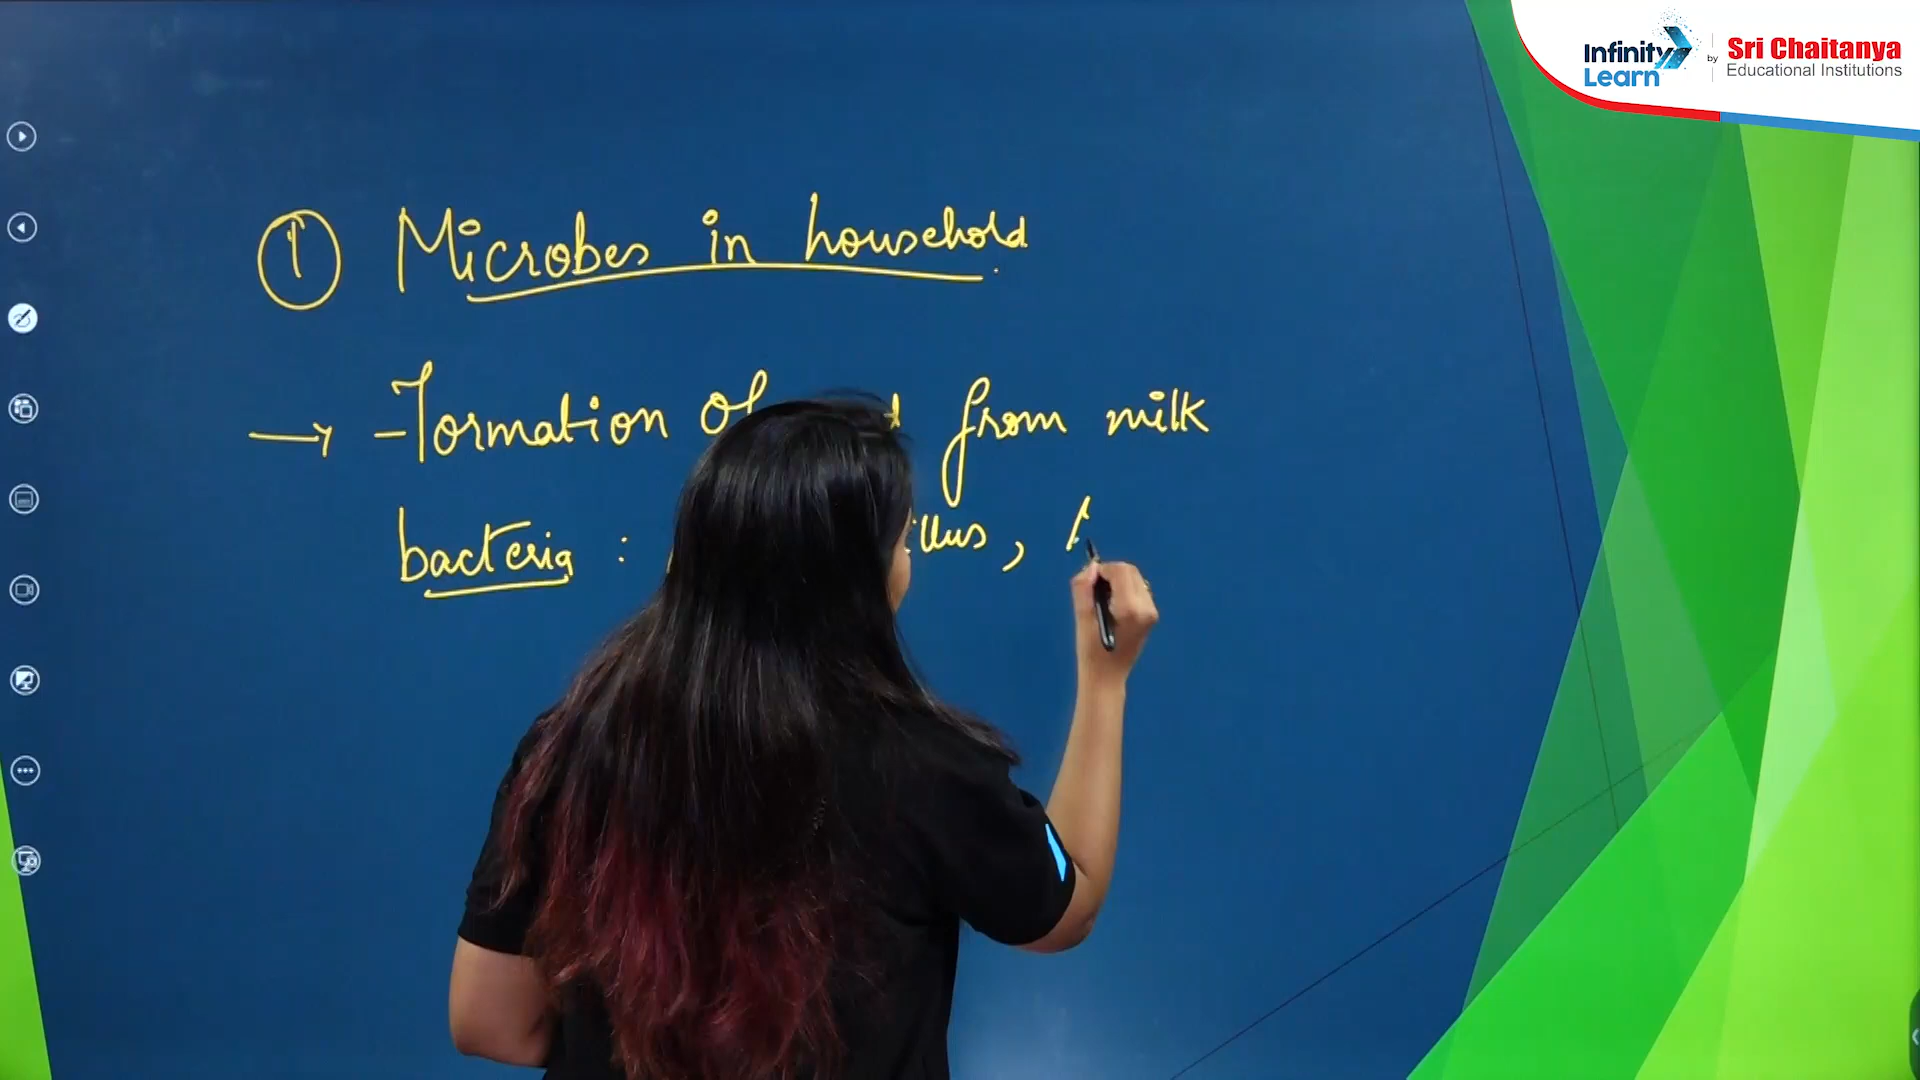 Infinity Learn by Sri Chaitanya Educational Institutions
① Microbes in household
→ Formation of from milk
bacteria : ,